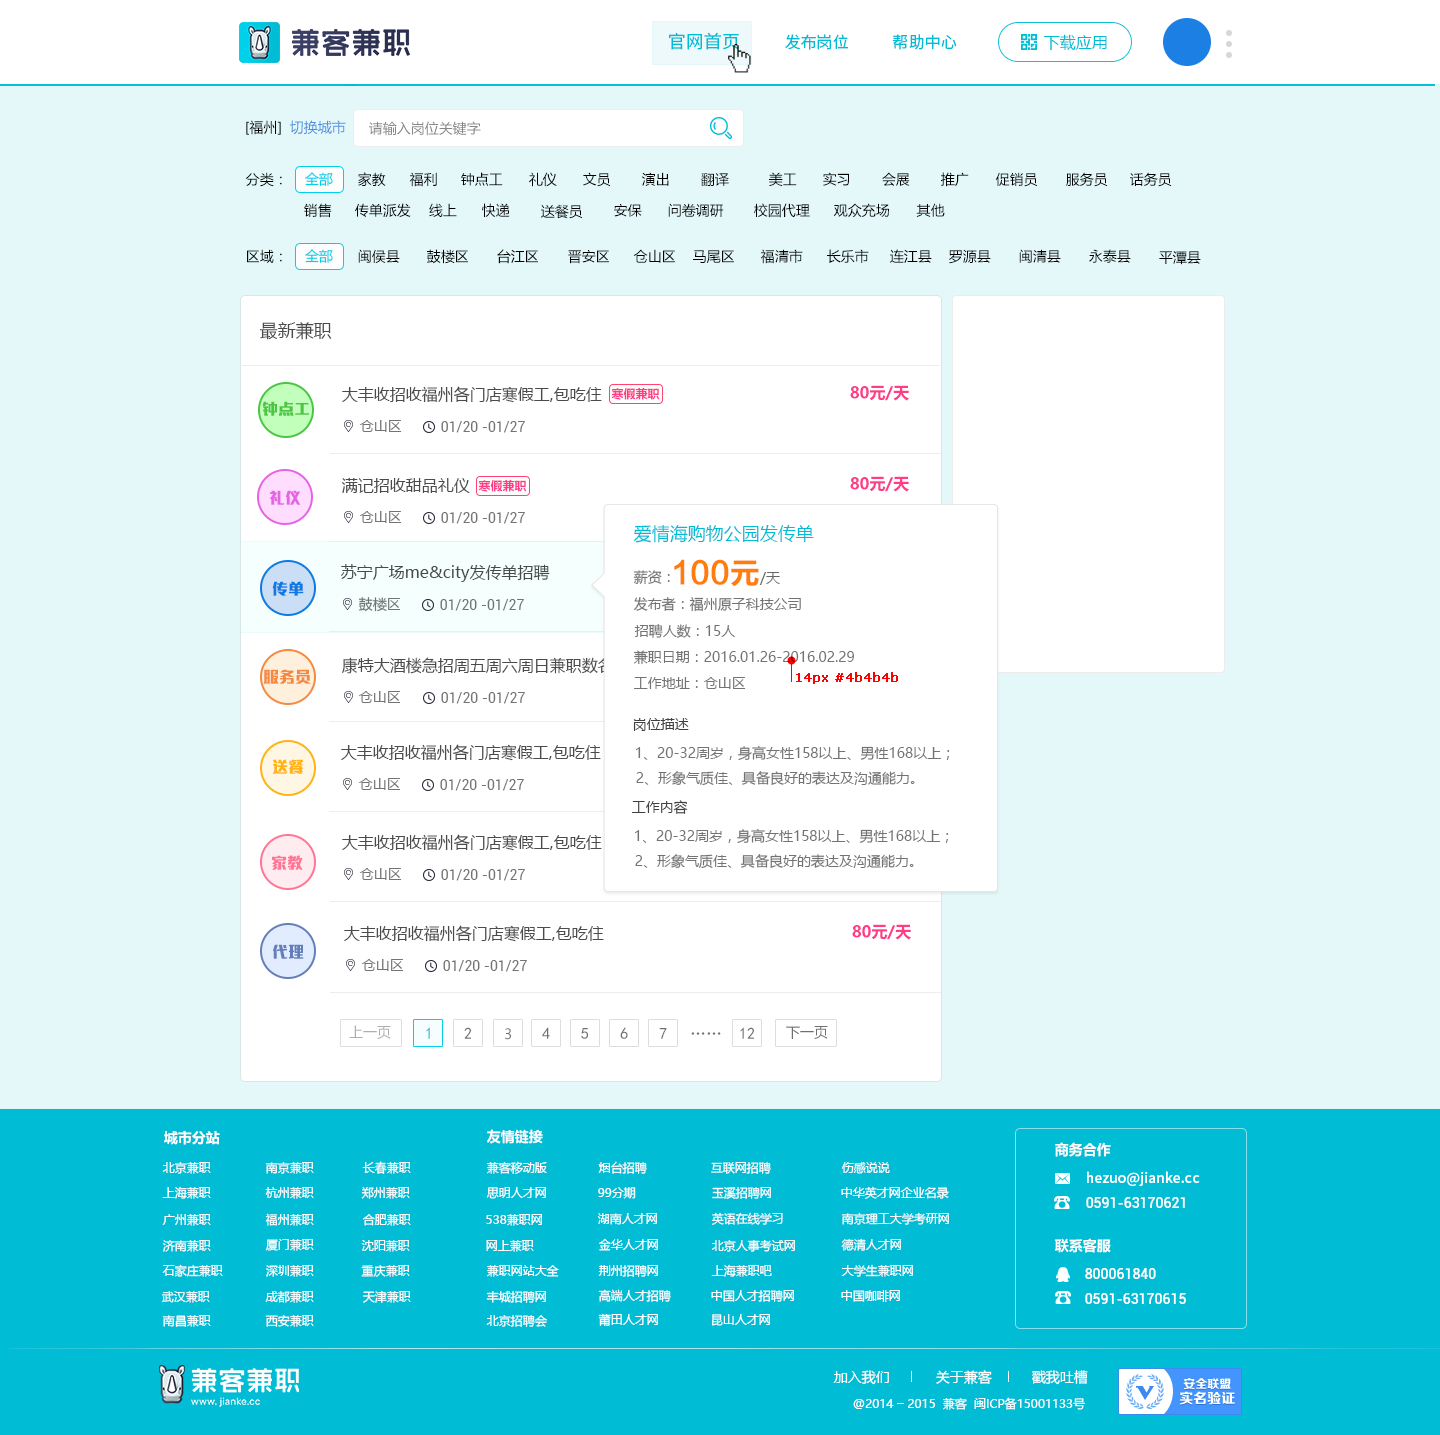 兼客兼职 官网首页 发布岗位 帮助中心 下载应用
[福州] 切换城市 请输入岗位关键字
分类： 全部 家教 福利 钟点工 礼仪 文员 演出 翻译 美工 实习 会展 推广 促销员 服务员 话务员
销售 传单派发 线上 快递 送餐员 安保 问卷调研 校园代理 观众充场 其他
区域： 全部 闽侯县 鼓楼区 台江区 晋安区 仓山区 马尾区 福清市 长乐市 连江县 罗源县 闽清县 永泰县 平潭县
最新兼职
钟点工 大丰收招收福州各门店寒假工,包吃住 寒假兼职 80元/天
仓山区 01/20 -01/27
礼仪 满记招收甜品礼仪 寒假兼职 80元/天
仓山区 01/20 -01/27
传单 苏宁广场me&city发传单招聘
鼓楼区 01/20 -01/27
服务员 康特大酒楼急招周五周六周日兼职数
仓山区 01/20 -01/27
送餐 大丰收招收福州各门店寒假工,包吃住
仓山区 01/20 -01/27
家教 大丰收招收福州各门店寒假工,包吃住
仓山区 01/20 -01/27
代理 大丰收招收福州各门店寒假工,包吃住 80元/天
仓山区 01/20 -01/27
爱情海购物公园发传单
薪资：100元/天
发布者：福州原子科技公司
招聘人数：15人
兼职日期：2016.01.26-2016.02.29
14px #4b4b4b
工作地址：仓山区
岗位描述
1、20-32周岁，身高女性158以上、男性168以上；
2、形象气质佳、具备良好的表达及沟通能力。
工作内容
1、20-32周岁，身高女性158以上、男性168以上；
2、形象气质佳、具备良好的表达及沟通能力。
上一页 1 2 3 4 5 6 7 …… 12 下一页
城市分站
北京兼职 南京兼职 长春兼职
上海兼职 杭州兼职 郑州兼职
广州兼职 福州兼职 合肥兼职
济南兼职 厦门兼职 沈阳兼职
石家庄兼职 深圳兼职 重庆兼职
武汉兼职 成都兼职 天津兼职
南昌兼职 西安兼职
友情链接
兼客移动版 烟台招聘 互联网招聘 伤感说说
思明人才网 99分期 玉溪招聘网 中华英才网企业名录
538兼职网 湖南人才网 英语在线学习 南京理工大学考研网
网上兼职 金华人才网 北京人事考试网 德清人才网
兼职网站大全 荆州招聘网 上海兼职吧 大学生兼职网
丰城招聘网 高端人才招聘 中国人才招聘网 中国咖啡网
北京招聘会 莆田人才网 昆山人才网
商务合作
hezuo@jianke.cc
0591-63170621
联系客服
800061840
0591-63170615
兼客兼职
www.jianke.cc
加入我们 | 关于兼客 | 戳我吐槽
@2014 – 2015 兼客 闽ICP备15001133号
安全联盟
实名验证